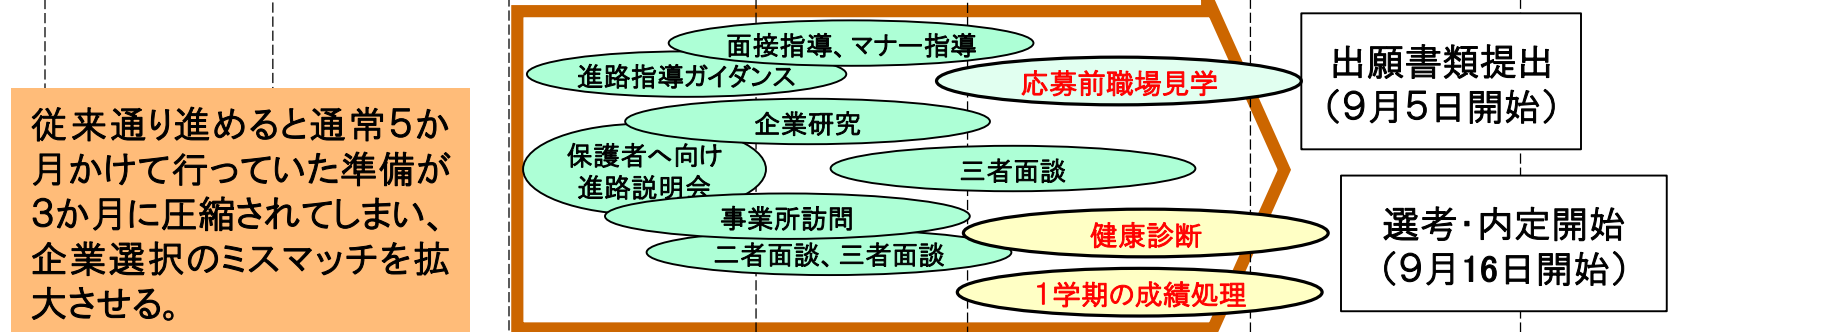 従来通り進めると通常５か
月かけて行っていた準備が
３か月に圧縮されてしまい、
企業選択のミスマッチを拡
大させる。
面接指導、マナー指導
進路指導ガイダンス
応募前職場見学
企業研究
保護者へ向け
進路説明会
三者面談
事業所訪問
健康診断
二者面談、三者面談
１学期の成績処理
出願書類提出
（９月５日開始）
選考・内定開始
（９月16日開始）